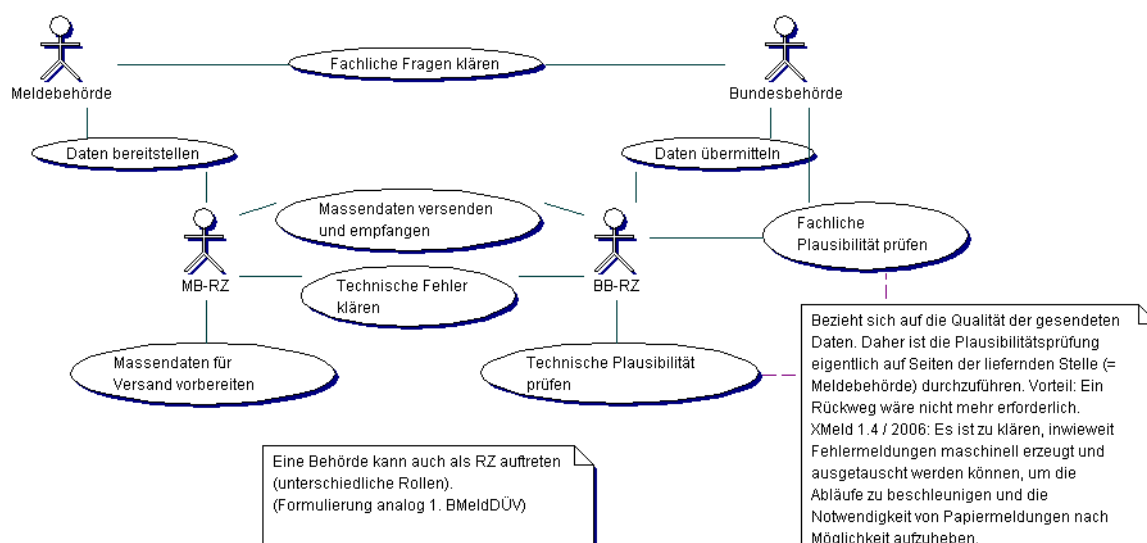 Fachliche Fragen klären
Meldebehörde
Bundesbehörde
Daten bereitstellen
Daten übermitteln
Massendaten versenden
und empfangen
Fachliche
Plausibilität prüfen
MB-RZ
Technische Fehler
klären
BB-RZ
Massendaten für
Versand vorbereiten
Technische Plausibilität
prüfen
Bezieht sich auf die Qualität der gesendeten
Daten. Daher ist die Plausibilitätsprüfung
eigentlich auf Seiten der liefernden Stelle (=
Meldebehörde) durchzuführen. Vorteil: Ein
Rückweg wäre nicht mehr erforderlich.
XMeld 1.4 / 2006: Es ist zu klären, inwieweit
Fehlermeldungen maschinell erzeugt und
ausgetauscht werden können, um die
Abläufe zu beschleunigen und die
Notwendigkeit von Papiermeldungen nach
Möglichkeit aufzuheben.
Eine Behörde kann auch als RZ auftreten
(unterschiedliche Rollen).
(Formulierung analog 1. BMeldDÜV)